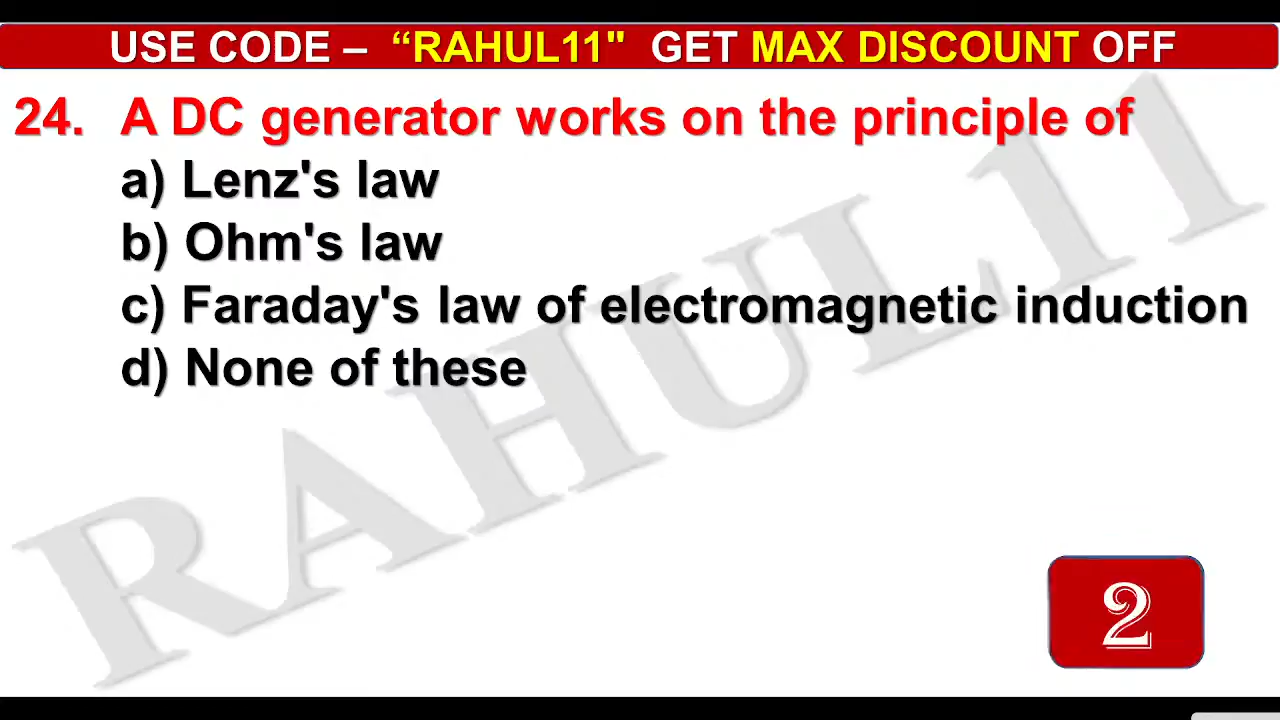 USE CODE – “RAHUL11" GET MAX DISCOUNT OFF
24. A DC generator works on the principle of
a) Lenz's law
b) Ohm's law
c) Faraday's law of electromagnetic induction
d) None of these
RAHUL11
2